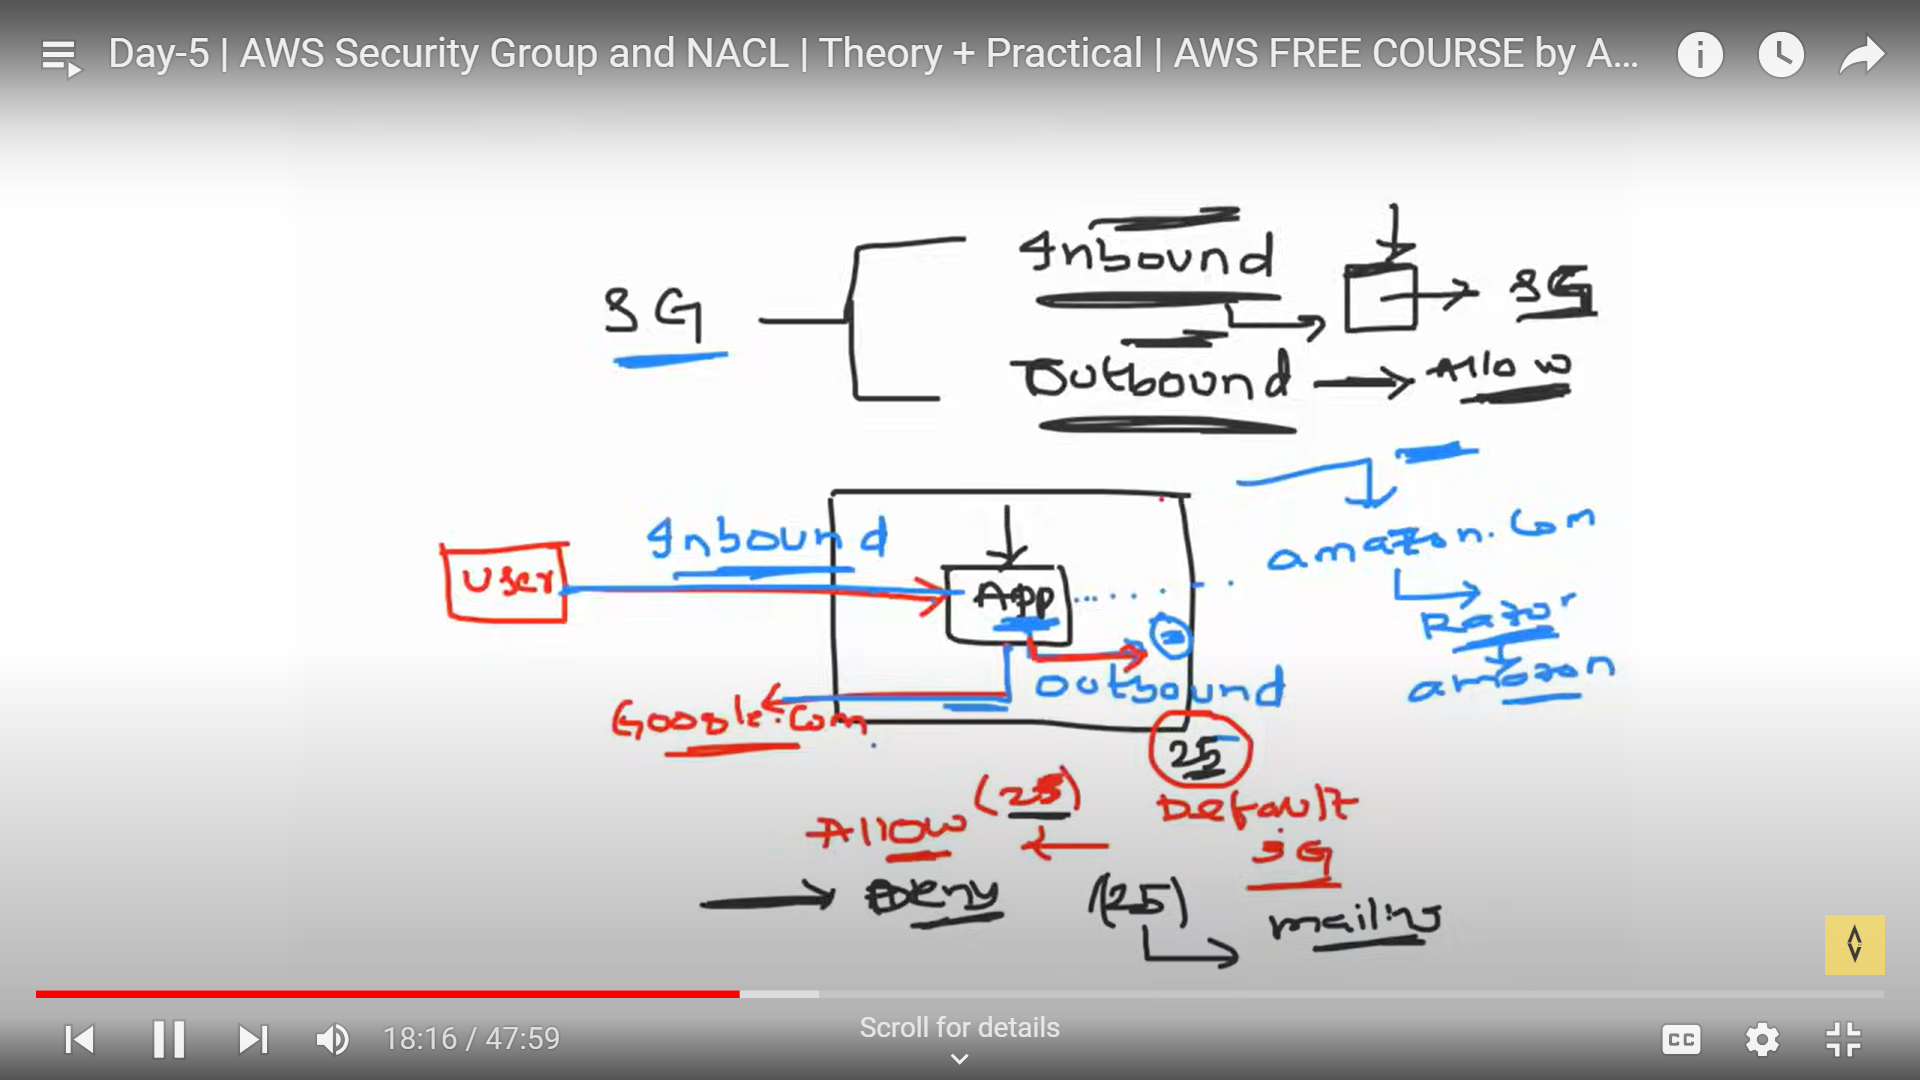 Day-5 | AWS Security Group and NACL | Theory + Practical | AWS FREE COURSE by A...
Inbound
SG
SG
Outbound
Allow
amazon.com
Inbound
User
App
Razor
amazon
Outbound
Google.com
25
(25)
Default
Allow
SG
Deny
(25)
mailing
18:16 / 47:59
Scroll for details
CC